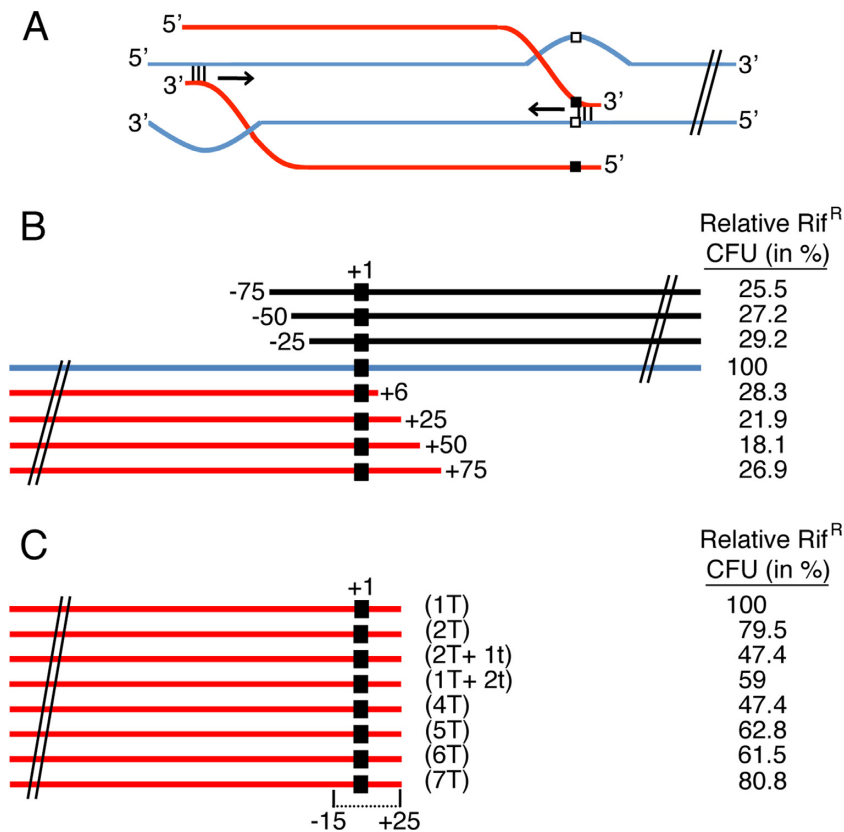 A
5’
5’
3’
3’
3’
3’
5’
5’
B
Relative Rif^R
CFU (in %)
+1
-75 25.5
-50 27.2
-25 29.2
100
+6 28.3
+25 21.9
+50 18.1
+75 26.9
C
Relative Rif^R
CFU (in %)
+1
(1T) 100
(2T) 79.5
(2T+ 1t) 47.4
(1T+ 2t) 59
(4T) 47.4
(5T) 62.8
(6T) 61.5
(7T) 80.8
-15 +25